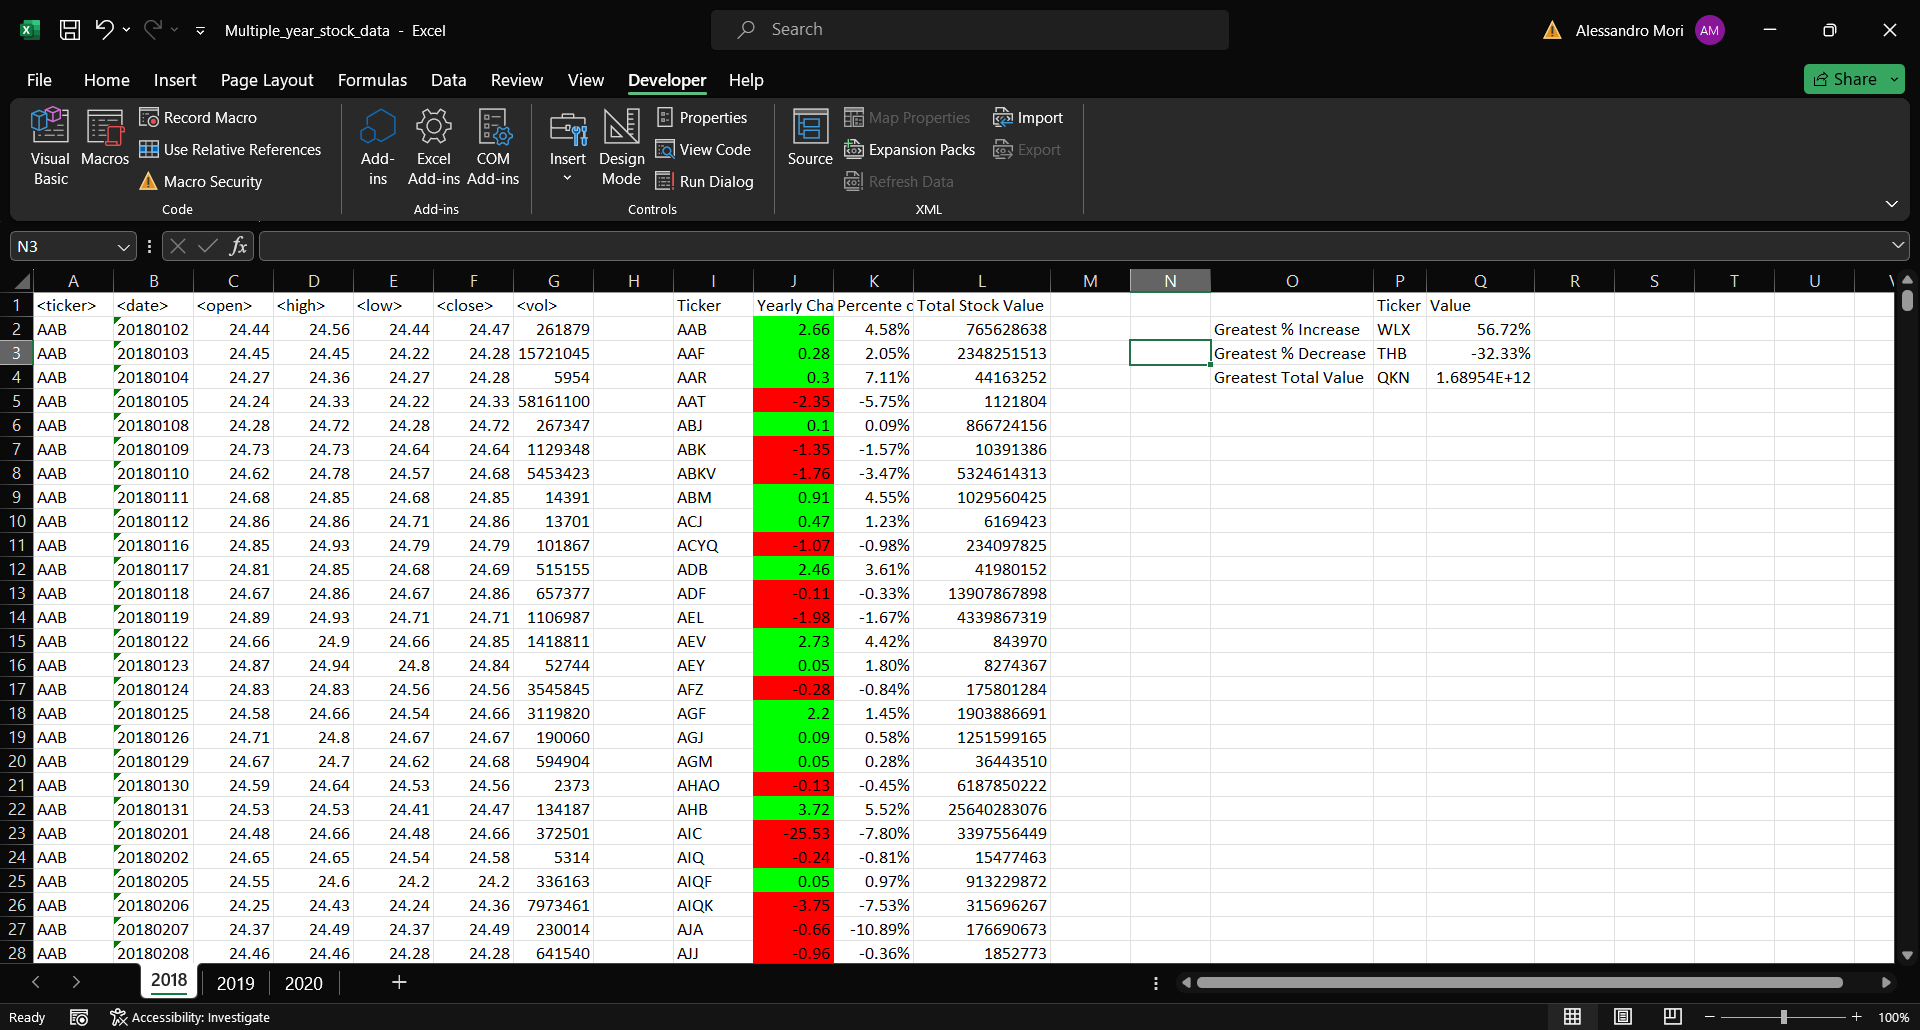 Multiple_year_stock_data - Excel
Search
Alessandro Mori AM
File Home Insert Page Layout Formulas Data Review View Developer Help
Share
Visual Basic
Macros
Record Macro
Use Relative References
Macro Security
Code
Add-ins
Excel Add-ins
COM Add-ins
Add-ins
Insert
Design Mode
Properties
View Code
Run Dialog
Controls
Source
Map Properties
Expansion Packs
Refresh Data
Import
Export
XML
N3
fx
A B C D E F G H I J K L M N O P Q R S T U
1 <ticker> <date> <open> <high> <low> <close> <vol> Ticker Yearly Cha Percente c Total Stock Value Ticker Value
2 AAB 20180102 24.44 24.56 24.44 24.47 261879 AAB 2.66 4.58% 765628638 Greatest % Increase WLX 56.72%
3 AAB 20180103 24.45 24.45 24.22 24.28 15721045 AAF 0.28 2.05% 2348251513 Greatest % Decrease THB -32.33%
4 AAB 20180104 24.27 24.36 24.27 24.28 5954 AAR 0.3 7.11% 44163252 Greatest Total Value QKN 1.68954E+12
5 AAB 20180105 24.24 24.33 24.22 24.33 58161100 AAT -2.35 -5.75% 1121804
6 AAB 20180108 24.28 24.72 24.28 24.72 267347 ABJ 0.1 0.09% 866724156
7 AAB 20180109 24.73 24.73 24.64 24.64 1129348 ABK -1.35 -1.57% 10391386
8 AAB 20180110 24.62 24.78 24.57 24.68 5453423 ABKV -1.76 -3.47% 5324614313
9 AAB 20180111 24.68 24.85 24.68 24.85 14391 ABM 0.91 4.55% 1029560425
10 AAB 20180112 24.86 24.86 24.71 24.86 13701 ACJ 0.47 1.23% 6169423
11 AAB 20180116 24.85 24.93 24.79 24.79 101867 ACYQ -1.07 -0.98% 234097825
12 AAB 20180117 24.81 24.85 24.68 24.69 515155 ADB 2.46 3.61% 41980152
13 AAB 20180118 24.67 24.86 24.67 24.86 657377 ADF -0.11 -0.33% 13907867898
14 AAB 20180119 24.89 24.93 24.71 24.71 1106987 AEL -1.98 -1.67% 4339867319
15 AAB 20180122 24.66 24.9 24.66 24.85 1418811 AEV 2.73 4.42% 843970
16 AAB 20180123 24.87 24.94 24.8 24.84 52744 AEY 0.05 1.80% 8274367
17 AAB 20180124 24.83 24.83 24.56 24.56 3545845 AFZ -0.28 -0.84% 175801284
18 AAB 20180125 24.58 24.66 24.54 24.66 3119820 AGF 2.2 1.45% 1903886691
19 AAB 20180126 24.71 24.8 24.67 24.67 190060 AGJ 0.09 0.58% 1251599165
20 AAB 20180129 24.67 24.7 24.62 24.68 594904 AGM 0.05 0.28% 36443510
21 AAB 20180130 24.59 24.64 24.53 24.56 2373 AHAO -0.13 -0.45% 6187850222
22 AAB 20180131 24.53 24.53 24.41 24.47 134187 AHB 3.72 5.52% 25640283076
23 AAB 20180201 24.48 24.66 24.48 24.66 372501 AIC -25.53 -7.80% 3397556449
24 AAB 20180202 24.65 24.65 24.54 24.58 5314 AIQ -0.24 -0.81% 15477463
25 AAB 20180205 24.55 24.6 24.2 24.2 336163 AIQF 0.05 0.97% 913229872
26 AAB 20180206 24.25 24.43 24.24 24.36 7973461 AIQK -3.75 -7.53% 315696267
27 AAB 20180207 24.37 24.49 24.37 24.49 230014 AJA -0.66 -10.89% 176690673
28 AAB 20180208 24.46 24.46 24.28 24.28 641540 AJJ -0.96 -0.36% 1852773
2018 2019 2020
Ready Accessibility: Investigate 100%